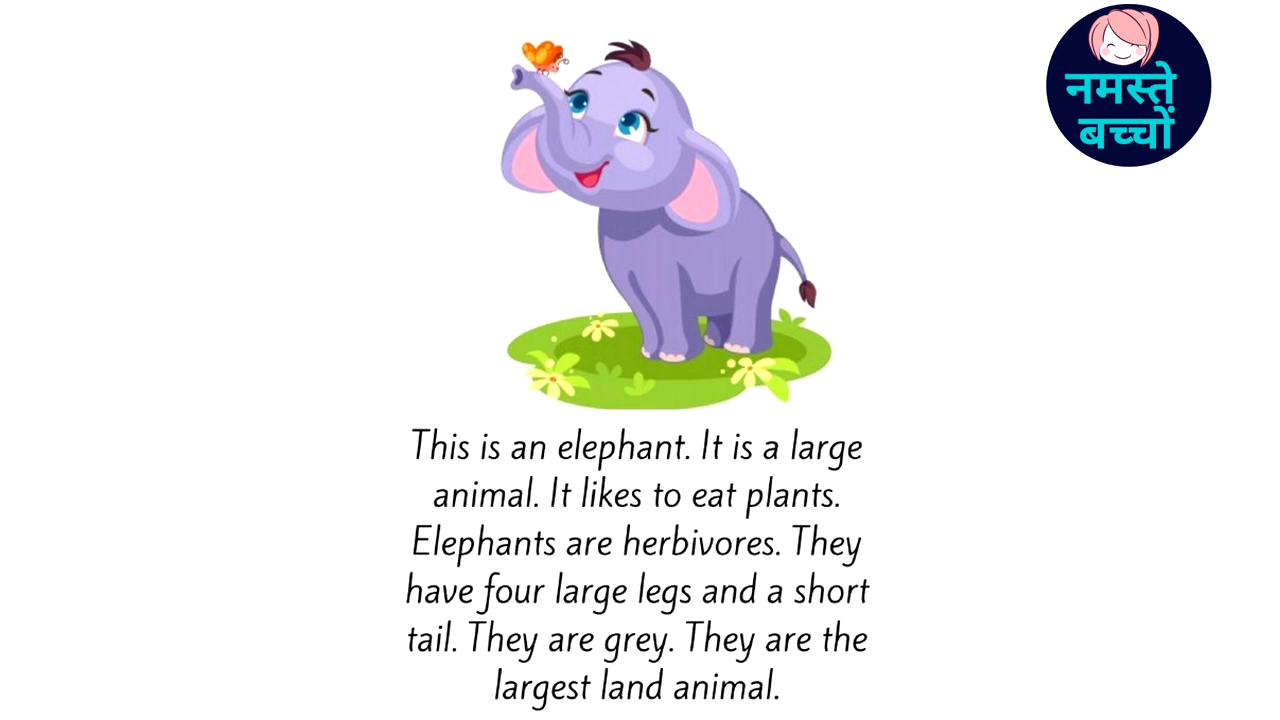 नमस्ते
बच्चों
This is an elephant. It is a large
animal. It likes to eat plants.
Elephants are herbivores. They
have four large legs and a short
tail. They are grey. They are the
largest land animal.